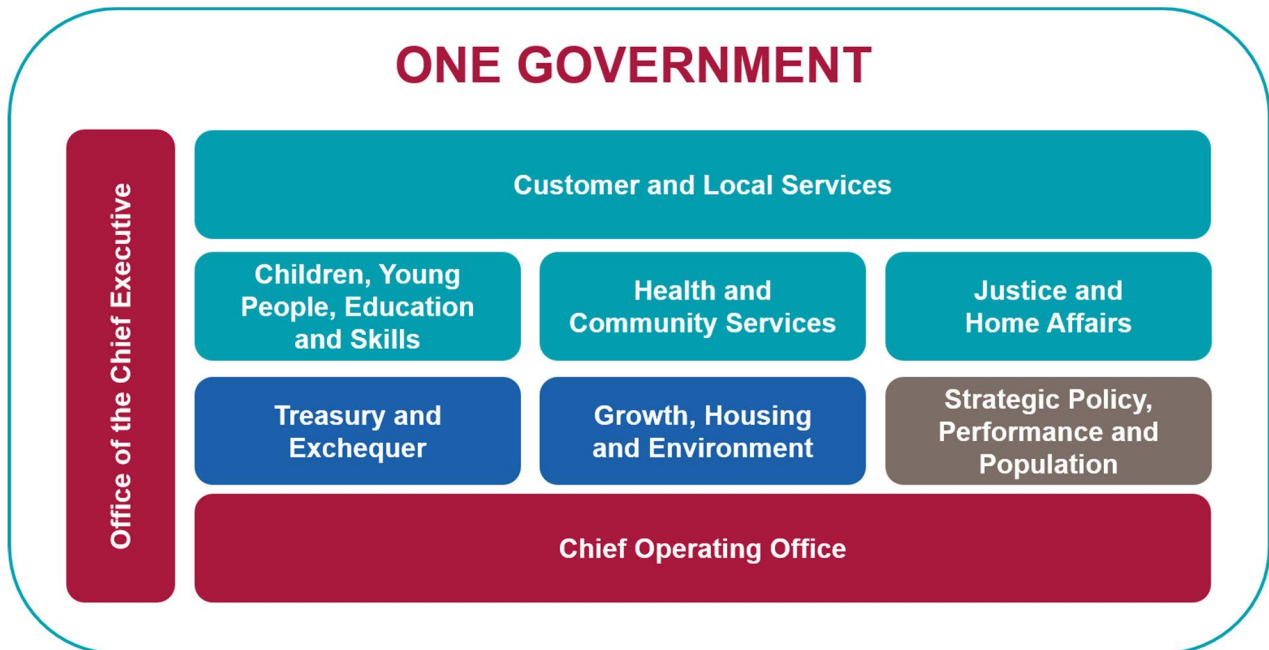 ONE GOVERNMENT
Office of the Chief Executive
Customer and Local Services
Children, Young
People, Education
and Skills
Health and
Community Services
Justice and
Home Affairs
Treasury and
Exchequer
Growth, Housing
and Environment
Strategic Policy,
Performance and
Population
Chief Operating Office